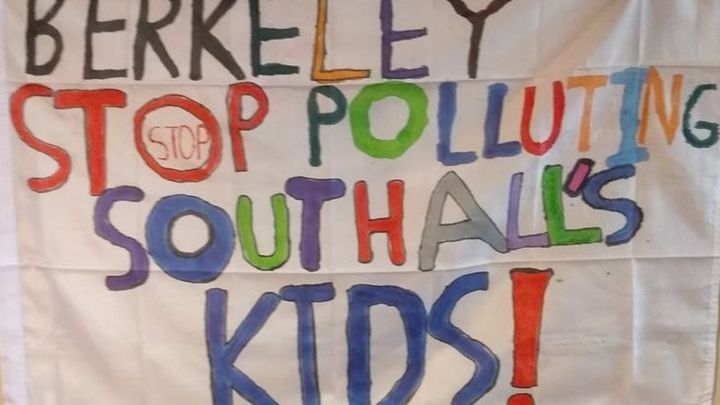 BERKELEY
STOP POLLUTING
STOP
SOUTHALL'S
KIDS!